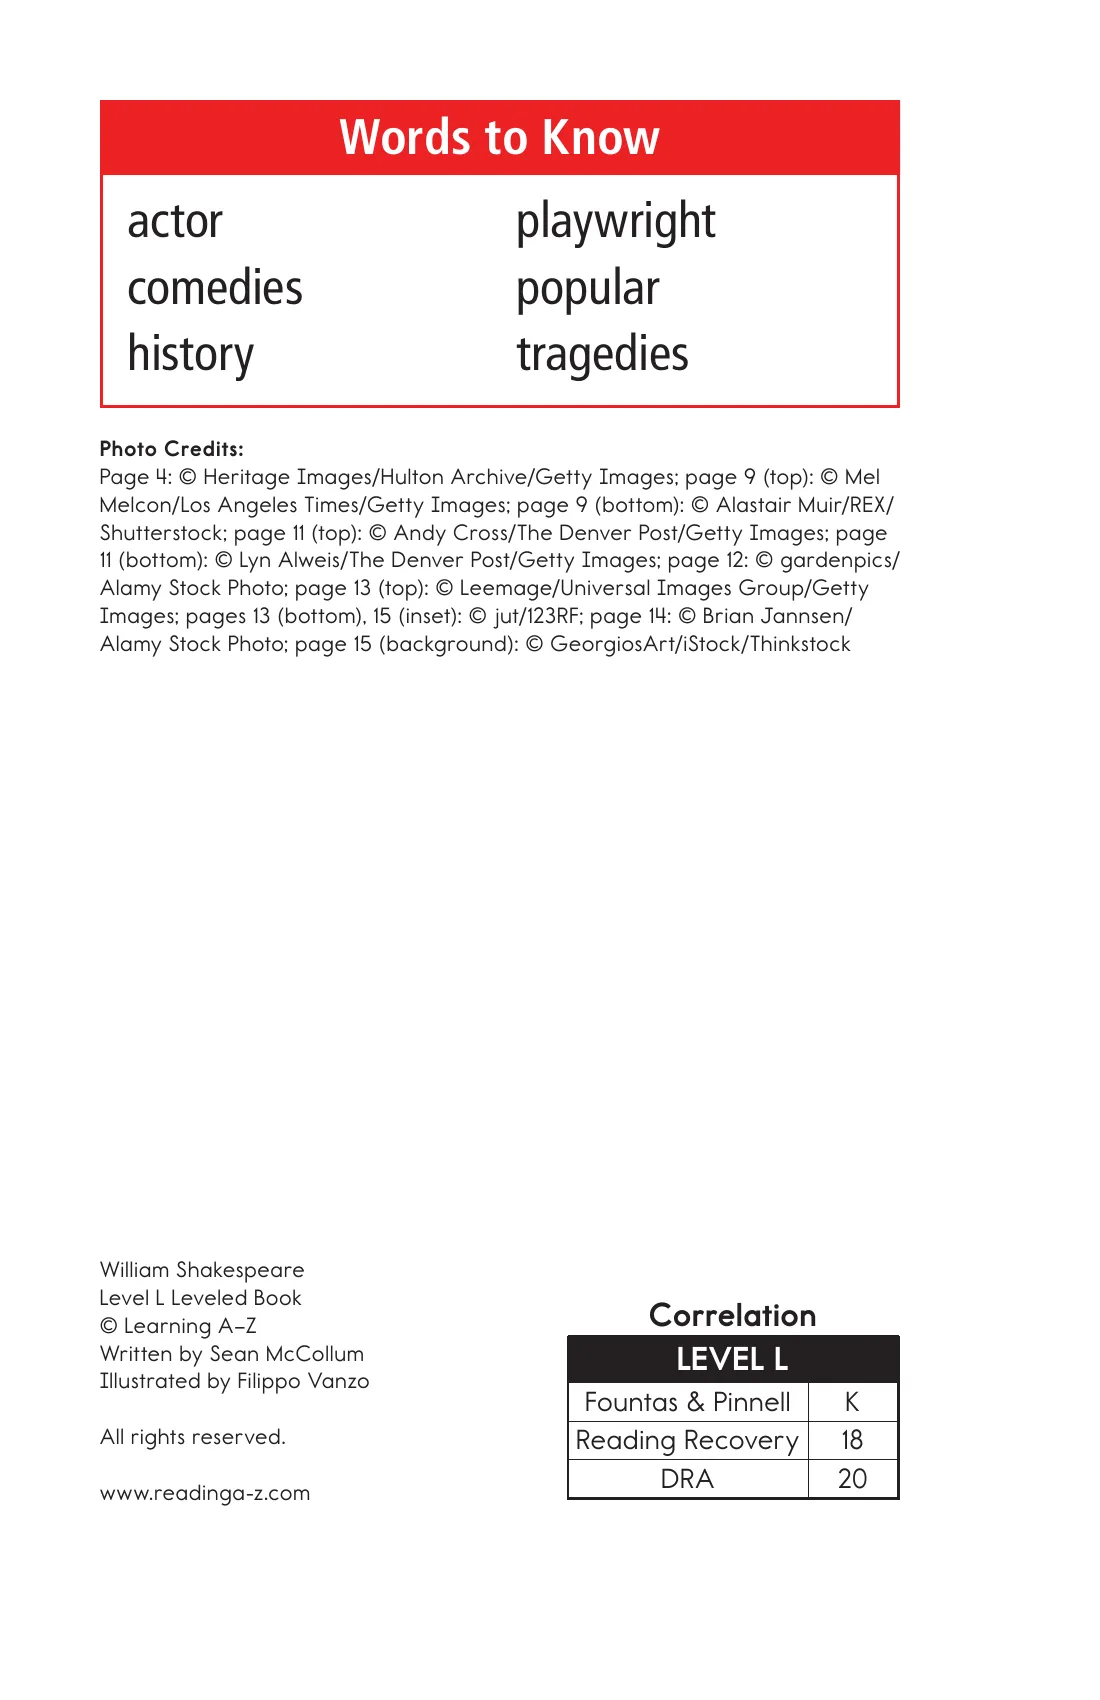 Words to Know
actor
comedies
history
playwright
popular
tragedies
Photo Credits:
Page 4: © Heritage Images/Hulton Archive/Getty Images; page 9 (top): © Mel
Melcon/Los Angeles Times/Getty Images; page 9 (bottom): © Alastair Muir/REX/
Shutterstock; page 11 (top): © Andy Cross/The Denver Post/Getty Images; page
11 (bottom): © Lyn Alweis/The Denver Post/Getty Images; page 12: © gardenpics/
Alamy Stock Photo; page 13 (top): © Leemage/Universal Images Group/Getty
Images; pages 13 (bottom), 15 (inset): © jut/123RF; page 14: © Brian Jannsen/
Alamy Stock Photo; page 15 (background): © GeorgiosArt/iStock/Thinkstock
William Shakespeare
Level L Leveled Book
© Learning A–Z
Written by Sean McCollum
Illustrated by Filippo Vanzo
All rights reserved.
www.readinga-z.com
Correlation
LEVEL L
Fountas & Pinnell K
Reading Recovery 18
DRA 20